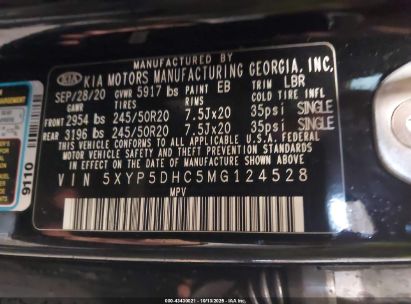 MANUFACTURED BY
KIA KIA MOTORS MANUFACTURING GEORGIA, INC.
SEP/28/20 GVWR 5917 lbs PAINT EB TRIM LBR
GAWR TIRES RIMS COLD TIRE INFL
FRONT 2954 lbs 245/50R20 7.5Jx20 35psi SINGLE
REAR 3196 lbs 245/50R20 7.5Jx20 35psi SINGLE
THIS VEHICLE CONFORMS TO ALL APPLICABLE U.S. FEDERAL
MOTOR VEHICLE SAFETY AND THEFT PREVENTION STANDARDS
IN EFFECT ON THE DATE OF MANUFACTURE SHOWN ABOVE.
VIN 5XYP5DHC5MG124528
MPV
9110